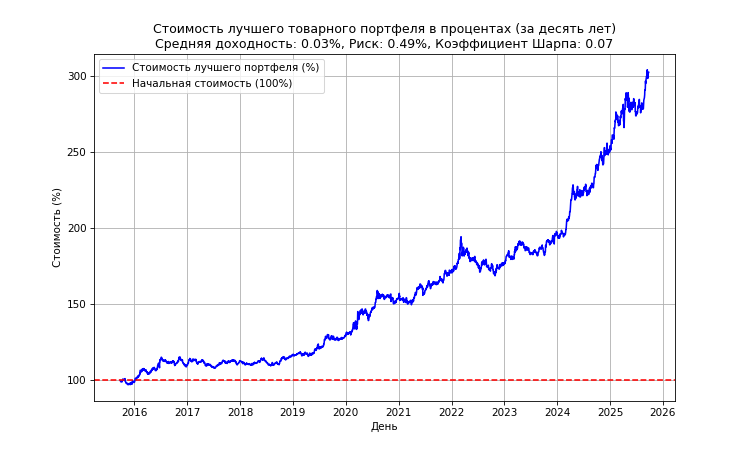 Стоимость лучшего товарного портфеля в процентах (за десять лет)
Средняя доходность: 0.03%, Риск: 0.49%, Коэффициент Шарпа: 0.07
Стоимость лучшего портфеля (%)
Начальная стоимость (100%)
Стоимость (%)
300
250
200
150
100
2016 2017 2018 2019 2020 2021 2022 2023 2024 2025 2026
День